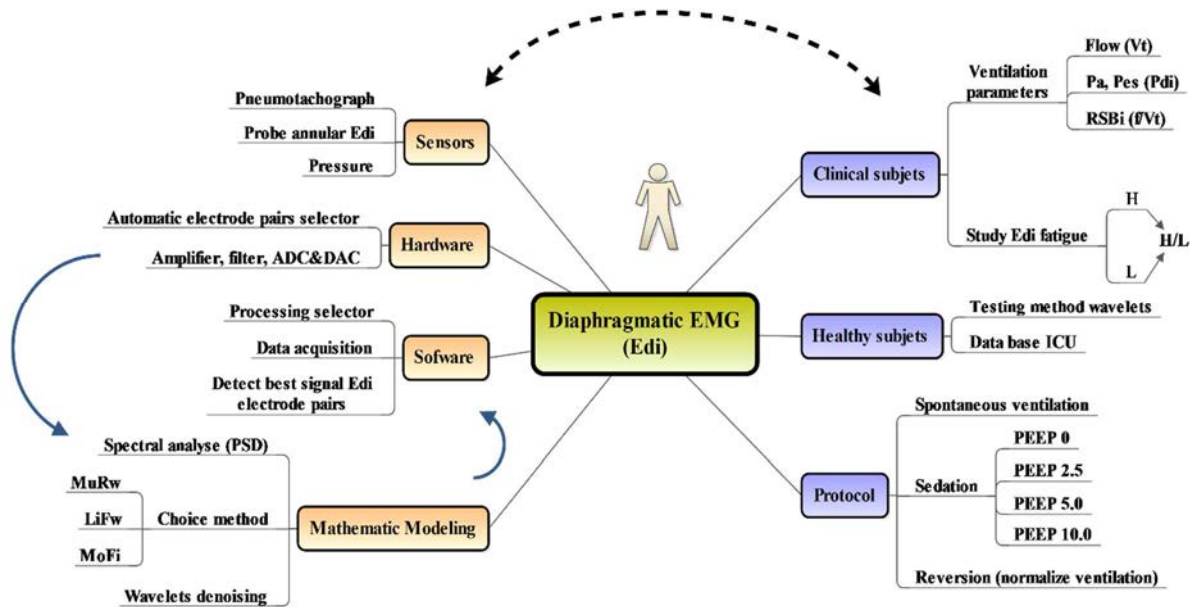 Pneumotachograph
Probe annular Edi
Pressure
Sensors
Automatic electrode pairs selector
Amplifier, filter, ADC&DAC
Hardware
Processing selector
Data acquisition
Detect best signal Edi
electrode pairs
Sofware
Spectral analyse (PSD)
MuRw
LiFw
MoFi
Choice method
Wavelets denoising
Mathematic Modeling
Diaphragmatic EMG
(Edi)
Clinical subjets
Ventilation
parameters
Flow (Vt)
Pa, Pes (Pdi)
RSBi (f/Vt)
Study Edi fatigue
H
H/L
L
Healthy subjets
Testing method wavelets
Data base ICU
Protocol
Spontaneous ventilation
Sedation
PEEP 0
PEEP 2.5
PEEP 5.0
PEEP 10.0
Reversion (normalize ventilation)